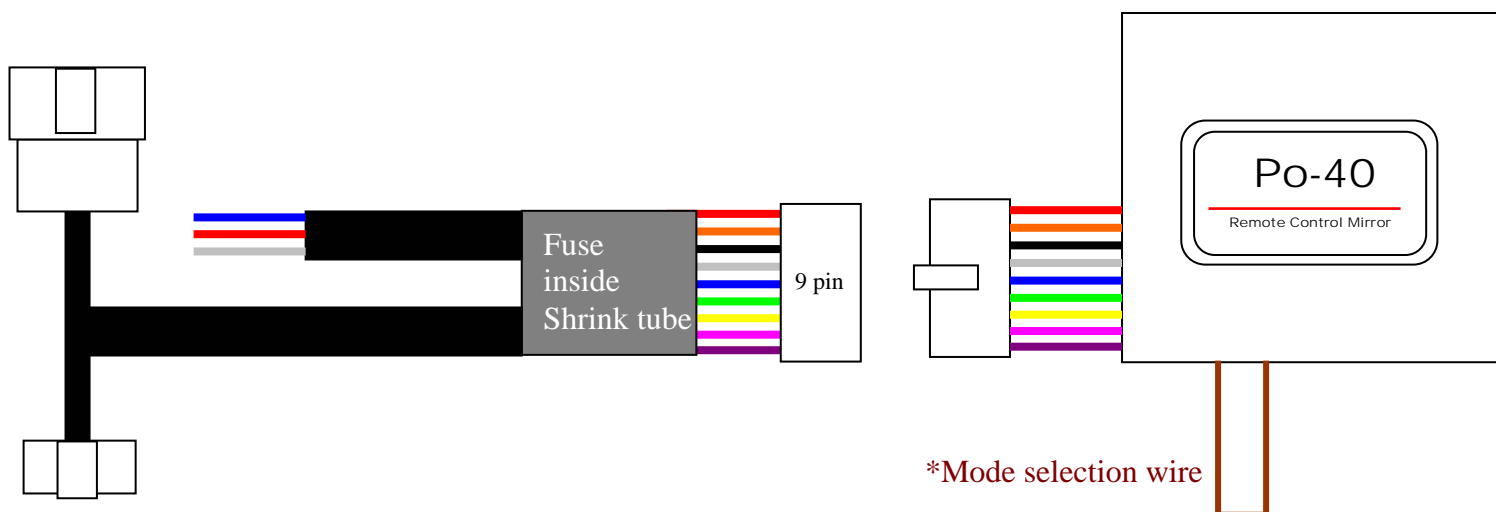 Po-40
Remote Control Mirror
Fuse
inside
Shrink tube
9 pin
*Mode selection wire